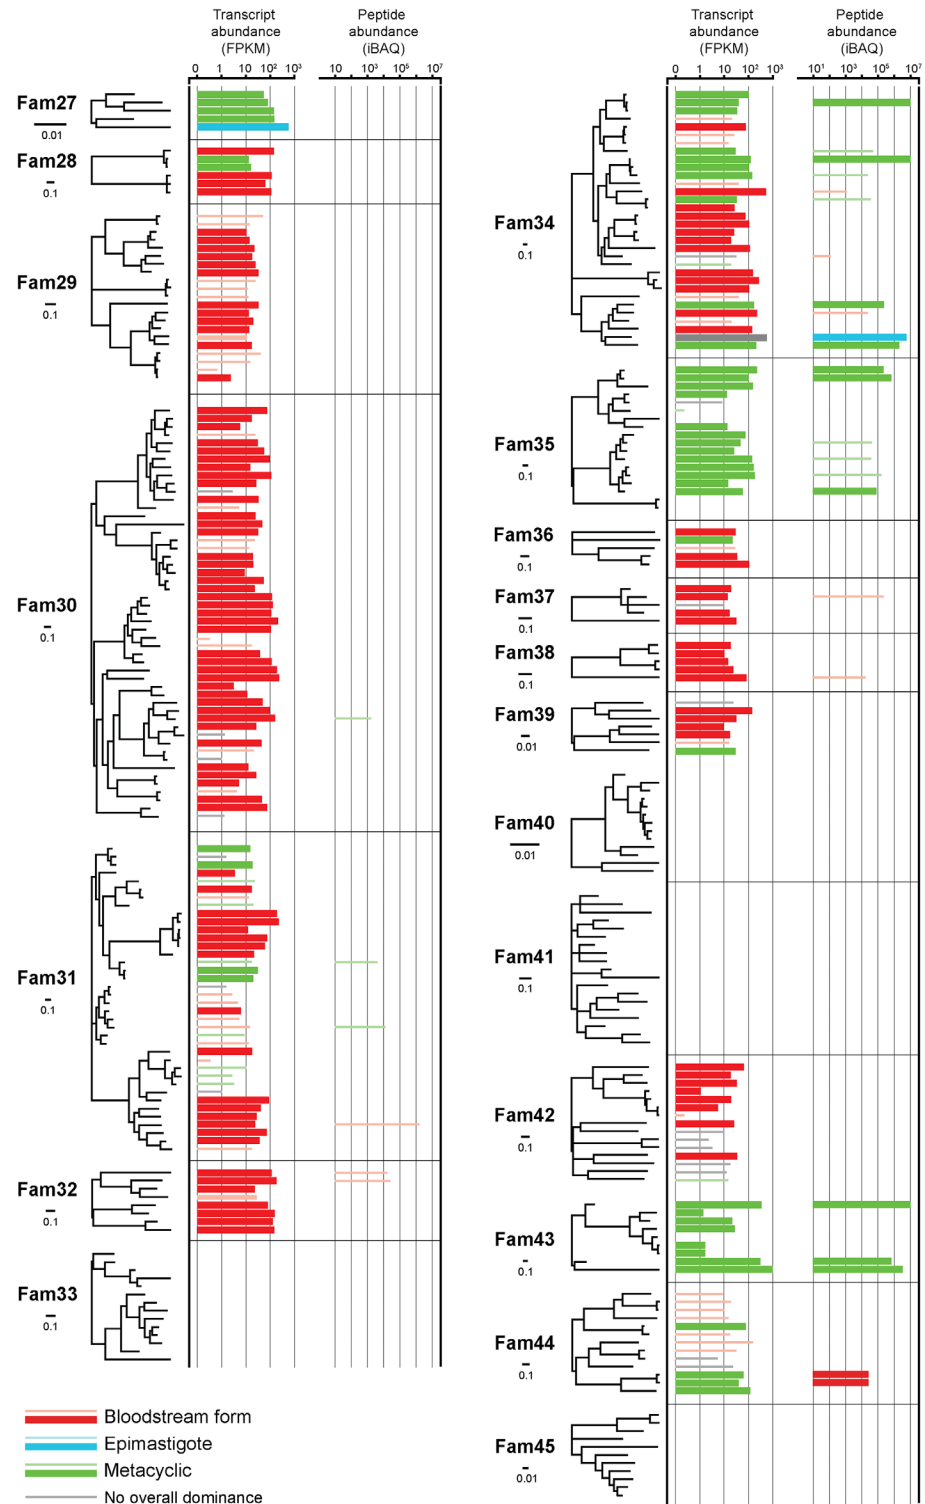 Transcript
abundance
(FPKM)
Peptide
abundance
(iBAQ)
0 1 10 10² 10³
10¹ 10³ 10⁵ 10⁷
Fam27
0.01
Fam28
0.1
Fam29
0.1
Fam30
0.1
Fam31
0.1
Fam32
0.1
Fam33
0.1
Bloodstream form
Epimastigote
Metacyclic
No overall dominance
Transcript
abundance
(FPKM)
Peptide
abundance
(iBAQ)
0 1 10 10² 10³
10¹ 10³ 10⁵ 10⁷
Fam34
0.1
Fam35
0.1
Fam36
0.1
Fam37
0.1
Fam38
0.1
Fam39
0.01
Fam40
0.01
Fam41
0.1
Fam42
0.1
Fam43
0.1
Fam44
0.1
Fam45
0.01